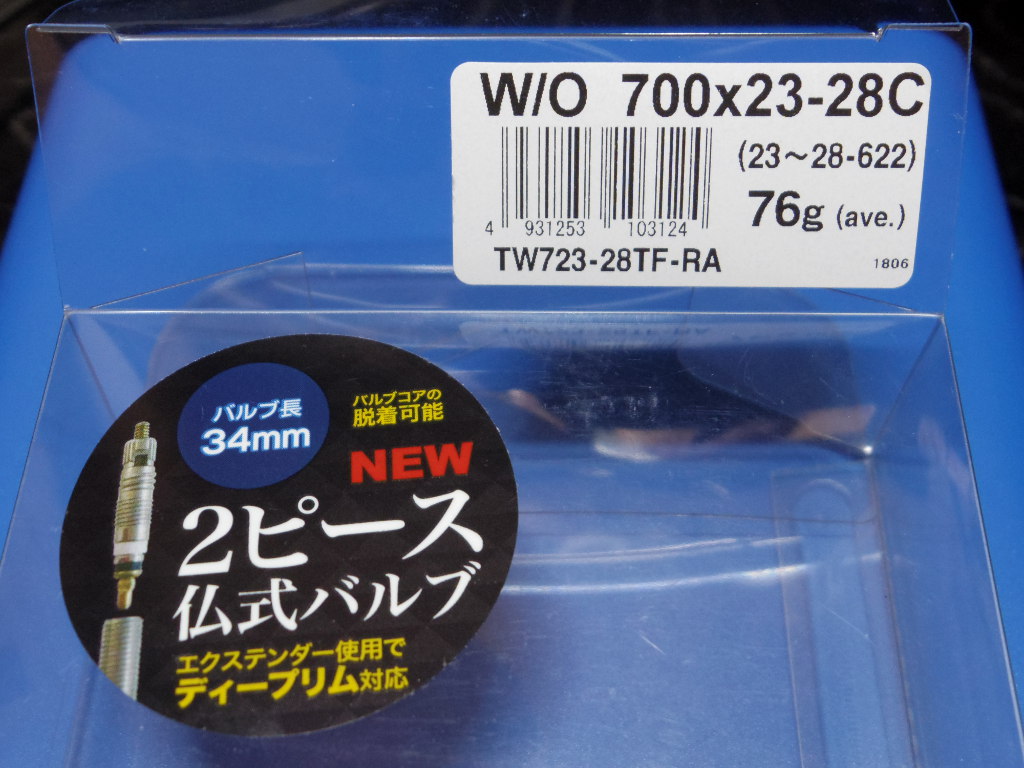 W/O 700x23-28C
(23～28-622)
76g (ave.)
4 931253 103124
TW723-28TF-RA
1806
バルブ長
34mm
バルブコアの
脱着可能
NEW
2ピース
仏式バルブ
エクステンダー使用で
ディープリム対応